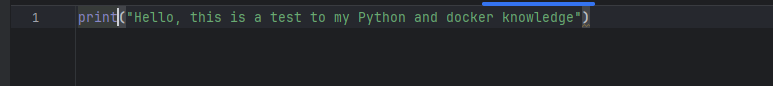 1 print("Hello, this is a test to my Python and docker knowledge")